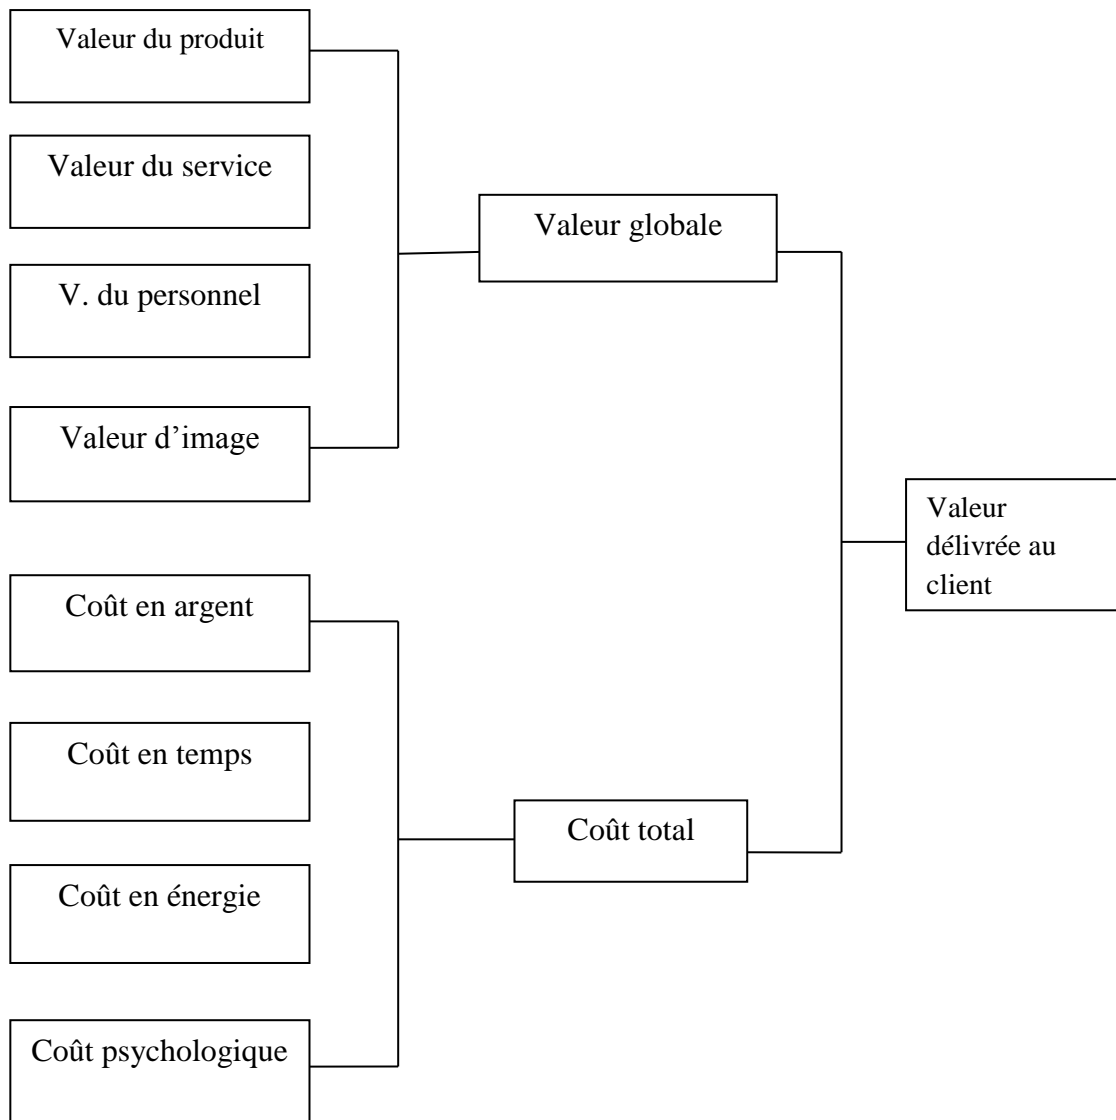 Valeur du produit
Valeur du service
V. du personnel
Valeur d’image
Coût en argent
Coût en temps
Coût en énergie
Coût psychologique
Valeur globale
Coût total
Valeur
délivrée au
client